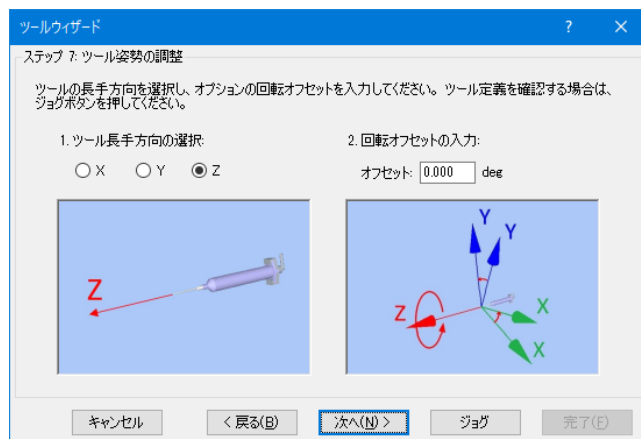 ツールウィザード ? ×
ステップ 7: ツール姿勢の調整
ツールの長手方向を選択し、オプションの回転オフセットを入力してください。ツール定義を確認する場合は、
ジョグボタンを押してください。
1. ツール長手方向の選択:
X Y Z
2. 回転オフセットの入力:
オフセット: 0.000 deg
Z
Y
Y
Z
X
X
キャンセル < 戻る(B) 次へ(N) > ジョグ 完了(F)